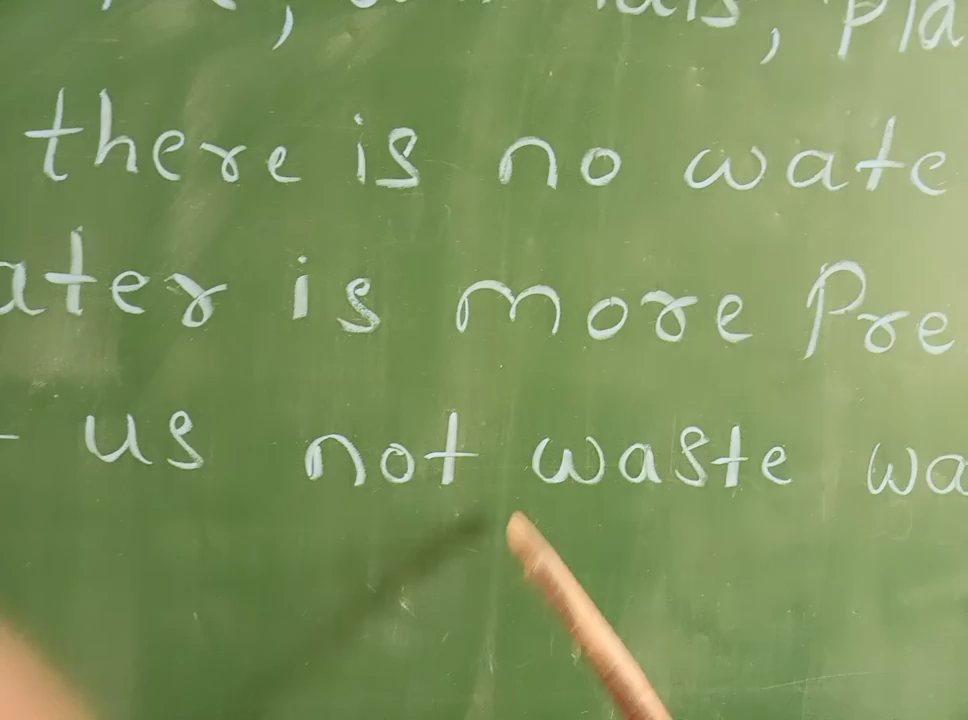 there is no wate
ater is more Pre
us not waste wa